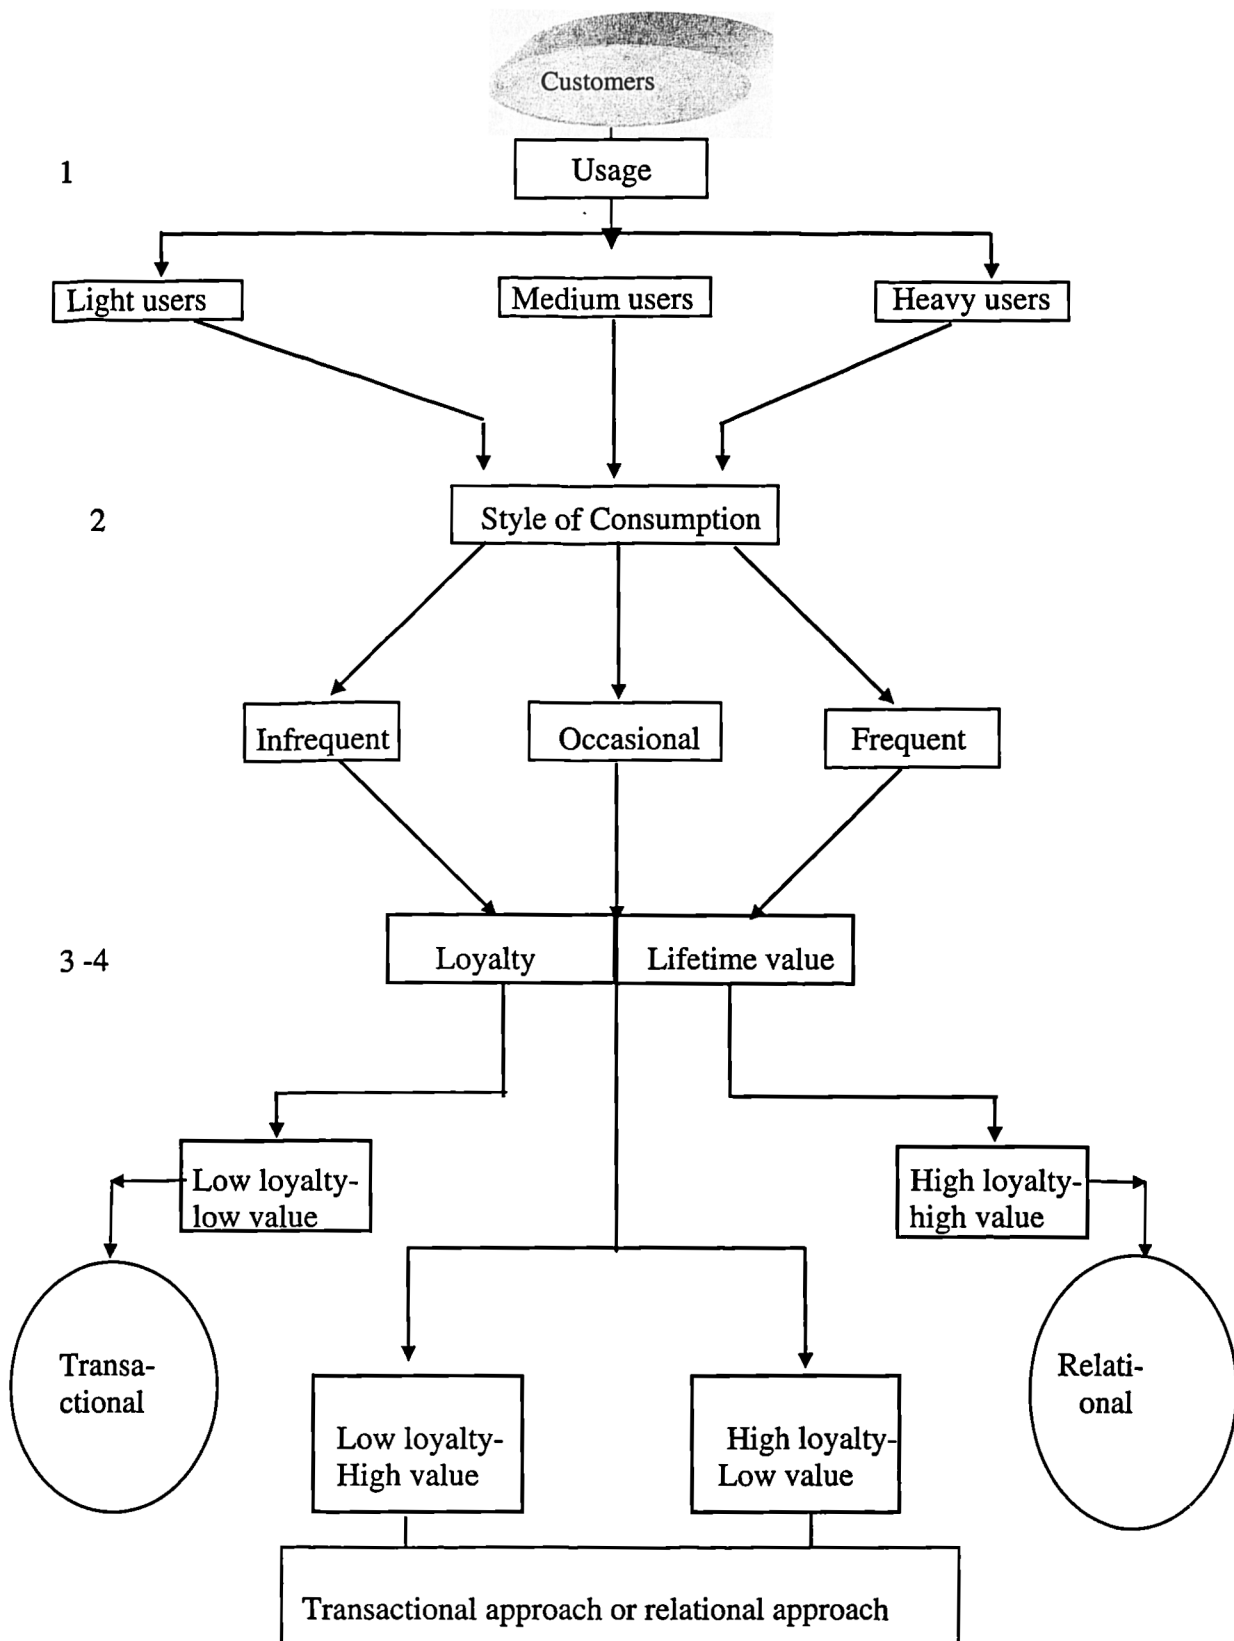 Customers
1
Usage
Light users
Medium users
Heavy users
2
Style of Consumption
Infrequent
Occasional
Frequent
3 -4
Loyalty
Lifetime value
Low loyalty-
low value
High loyalty-
high value
Transa-
ctional
Relati-
onal
Low loyalty-
High value
High loyalty-
Low value
Transactional approach or relational approach